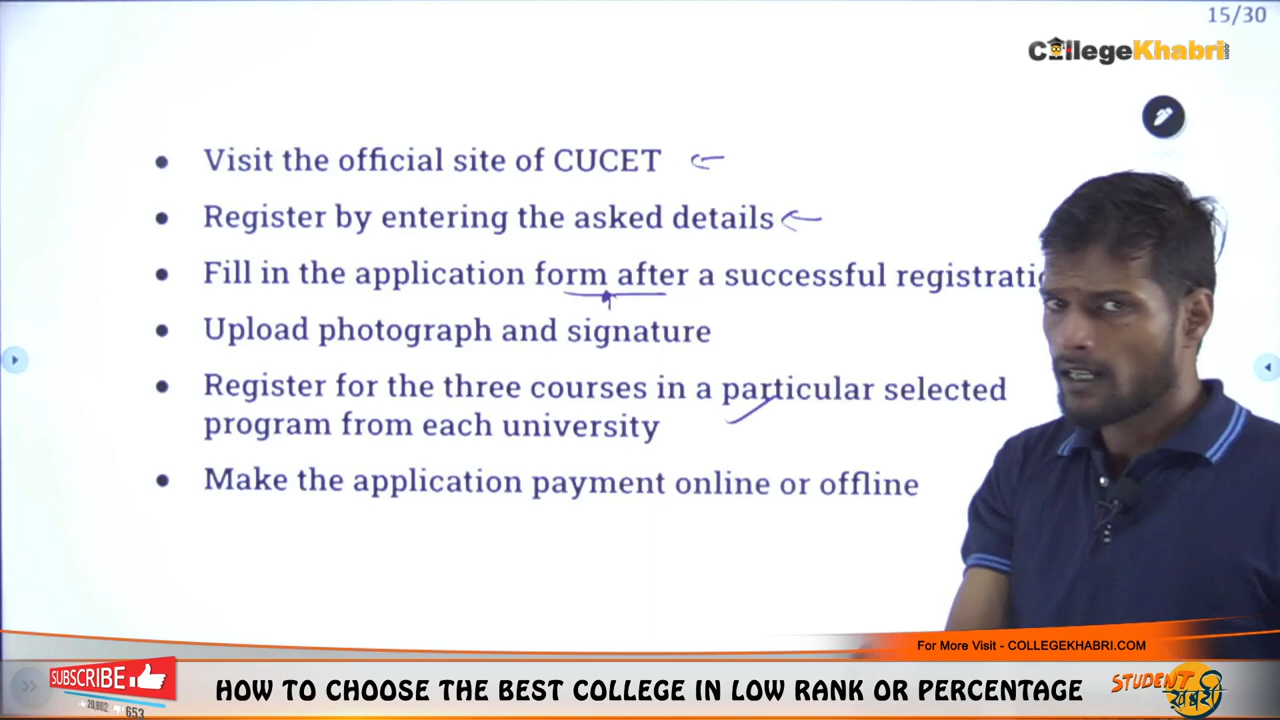 15/30
CollegeKhabri.com
Visit the official site of CUCET
Register by entering the asked details
Fill in the application form after a successful registratio
Upload photograph and signature
Register for the three courses in a particular selected
program from each university
Make the application payment online or offline
For More Visit - COLLEGEKHABRI.COM
SUBSCRIBE
HOW TO CHOOSE THE BEST COLLEGE IN LOW RANK OR PERCENTAGE
STUDENT
खबरी
653